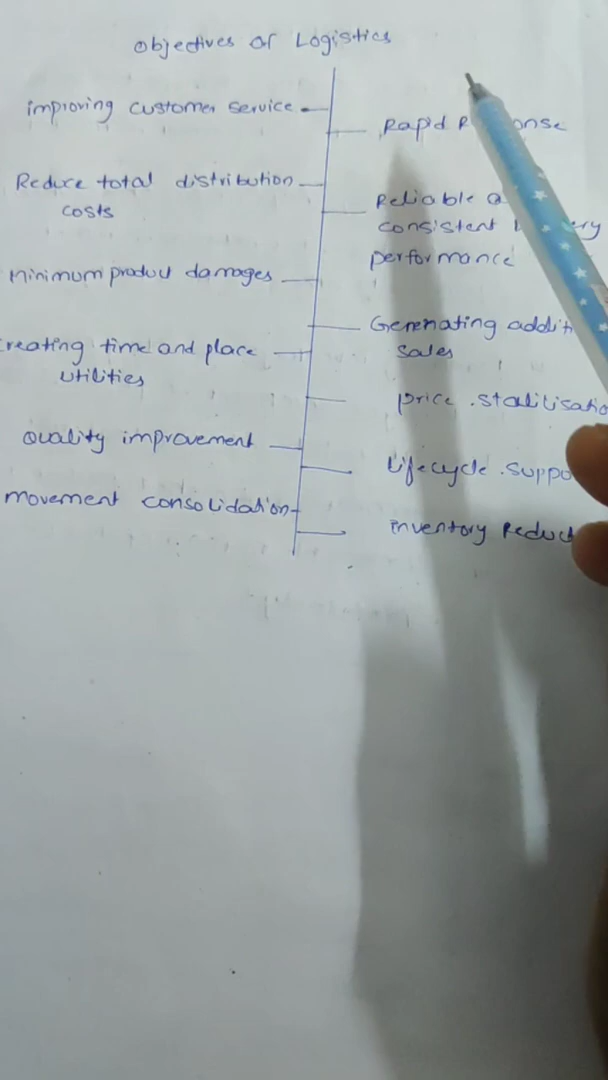 Objectives of Logistics
improving customer service
Rapid
Reduce total distribution
costs
Reliable
consistent
performance
minimum product damages
Generating
sales
creating time and place
utilities
price
Quality improvement
Lifecycle
movement consolidation
inventory